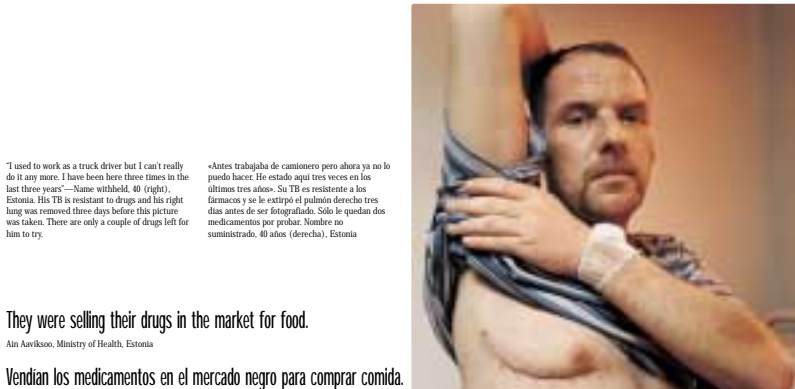 "I used to work as a truck driver but I can't really
do it any more. I have been here three times in the
last three years"—Name withheld, 40 (right),
Estonia. His TB is resistant to drugs and his right
lung was removed three days before this picture
was taken. There are only a couple of drugs left for
him to try.
«Antes trabajaba de camionero pero ahora ya no lo
puedo hacer. He estado aquí tres veces en los
últimos tres años». Su TB es resistente a los
fármacos y se le extirpó el pulmón derecho tres
días antes de ser fotografiado. Sólo le quedan dos
medicamentos por probar. Nombre no
suministrado, 40 años (derecha), Estonia
They were selling their drugs in the market for food.
Ain Aaviksoo, Ministry of Health, Estonia
Vendían los medicamentos en el mercado negro para comprar comida.